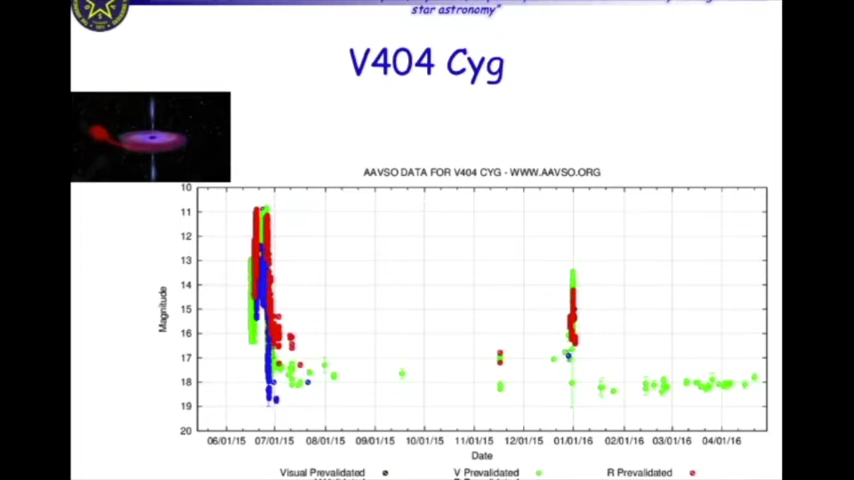 star astronomy"
V404 Cyg
AAVSO DATA FOR V404 CYG - WWW.AAVSO.ORG
10
11
12
13
14
15
16
17
18
19
20
Magnitude
06/01/15 07/01/15 08/01/15 09/01/15 10/01/15 11/01/15 12/01/15 01/01/16 02/01/16 03/01/16 04/01/16
Date
Visual Prevalidated V Prevalidated R Prevalidated